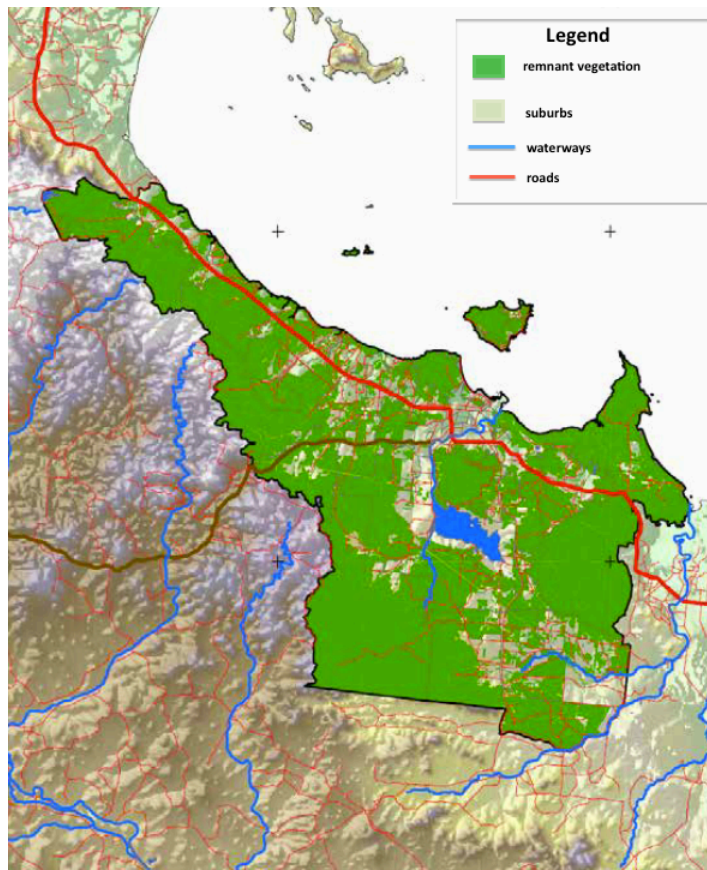 Legend
remnant vegetation
suburbs
waterways
roads